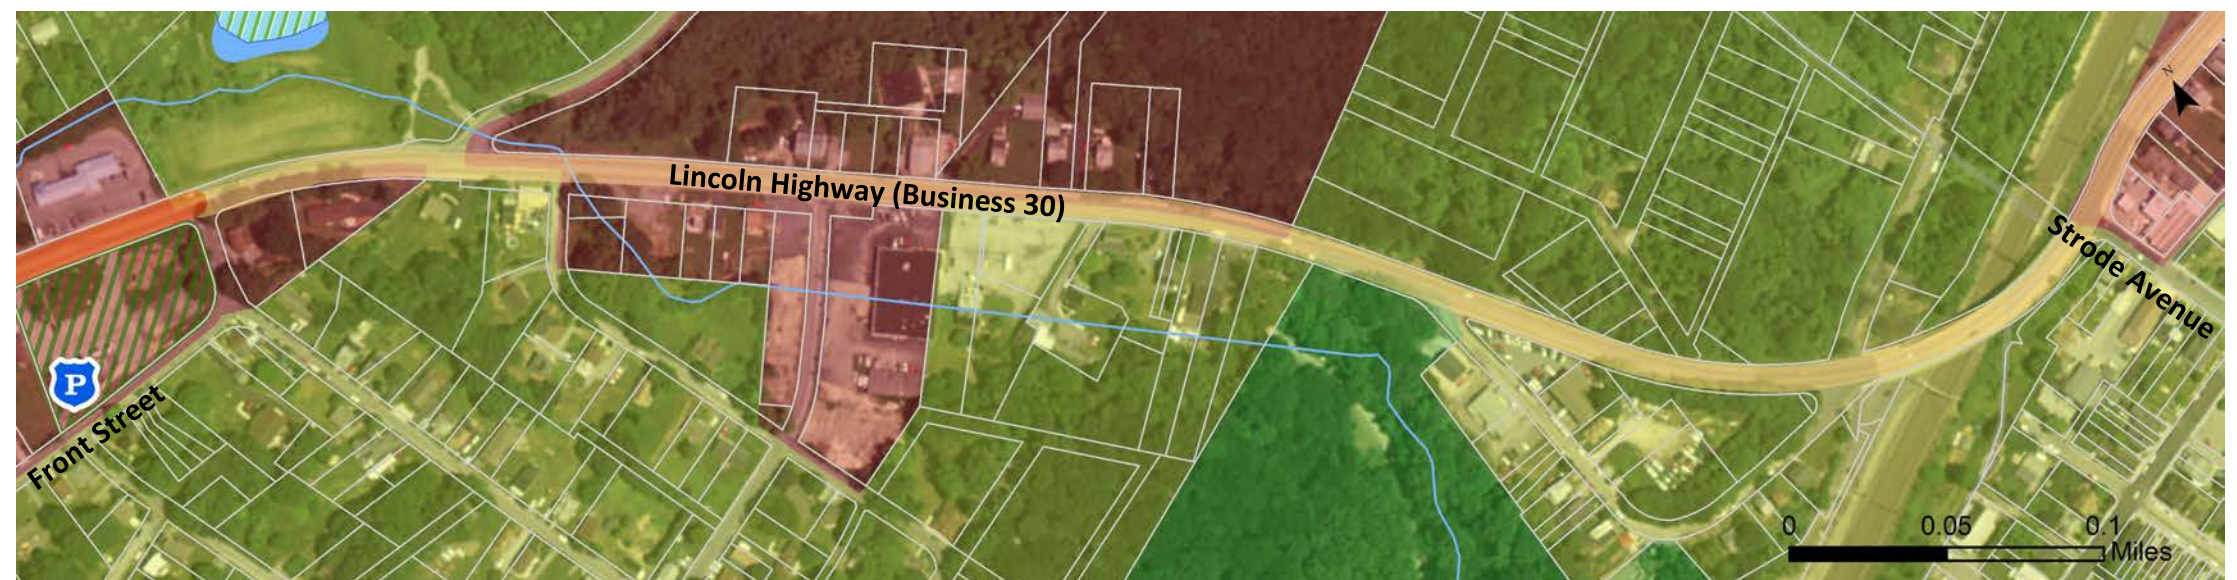 N
Lincoln Highway (Business 30)
Strode Avenue
P
Front Street
0 0.05 0.1
Miles